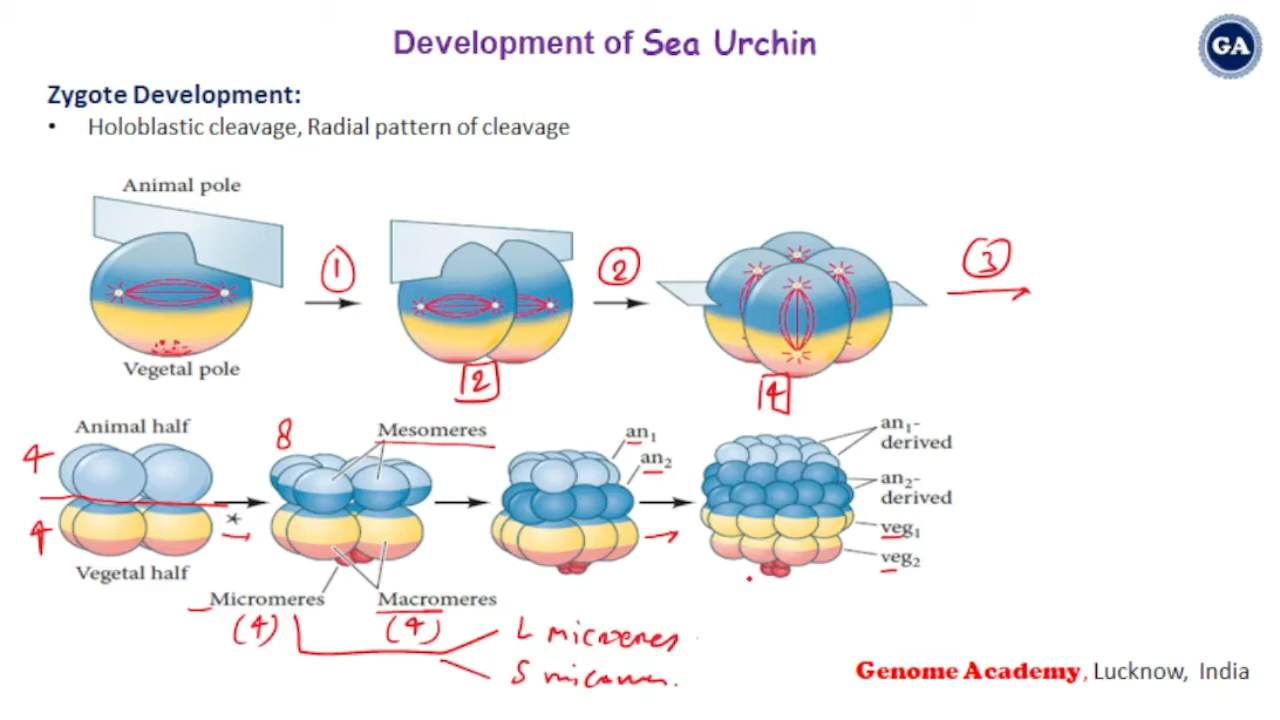 Development of Sea Urchin
GA
Zygote Development:
• Holoblastic cleavage, Radial pattern of cleavage
Animal pole
1
2
3
Vegetal pole
2
4
Animal half
4
4
Vegetal half
8
Mesomeres
an1
an2
an1-
derived
an2-
derived
veg1
veg2
Micromeres
(4)
Macromeres
(4)
L
S
Genome Academy, Lucknow, India